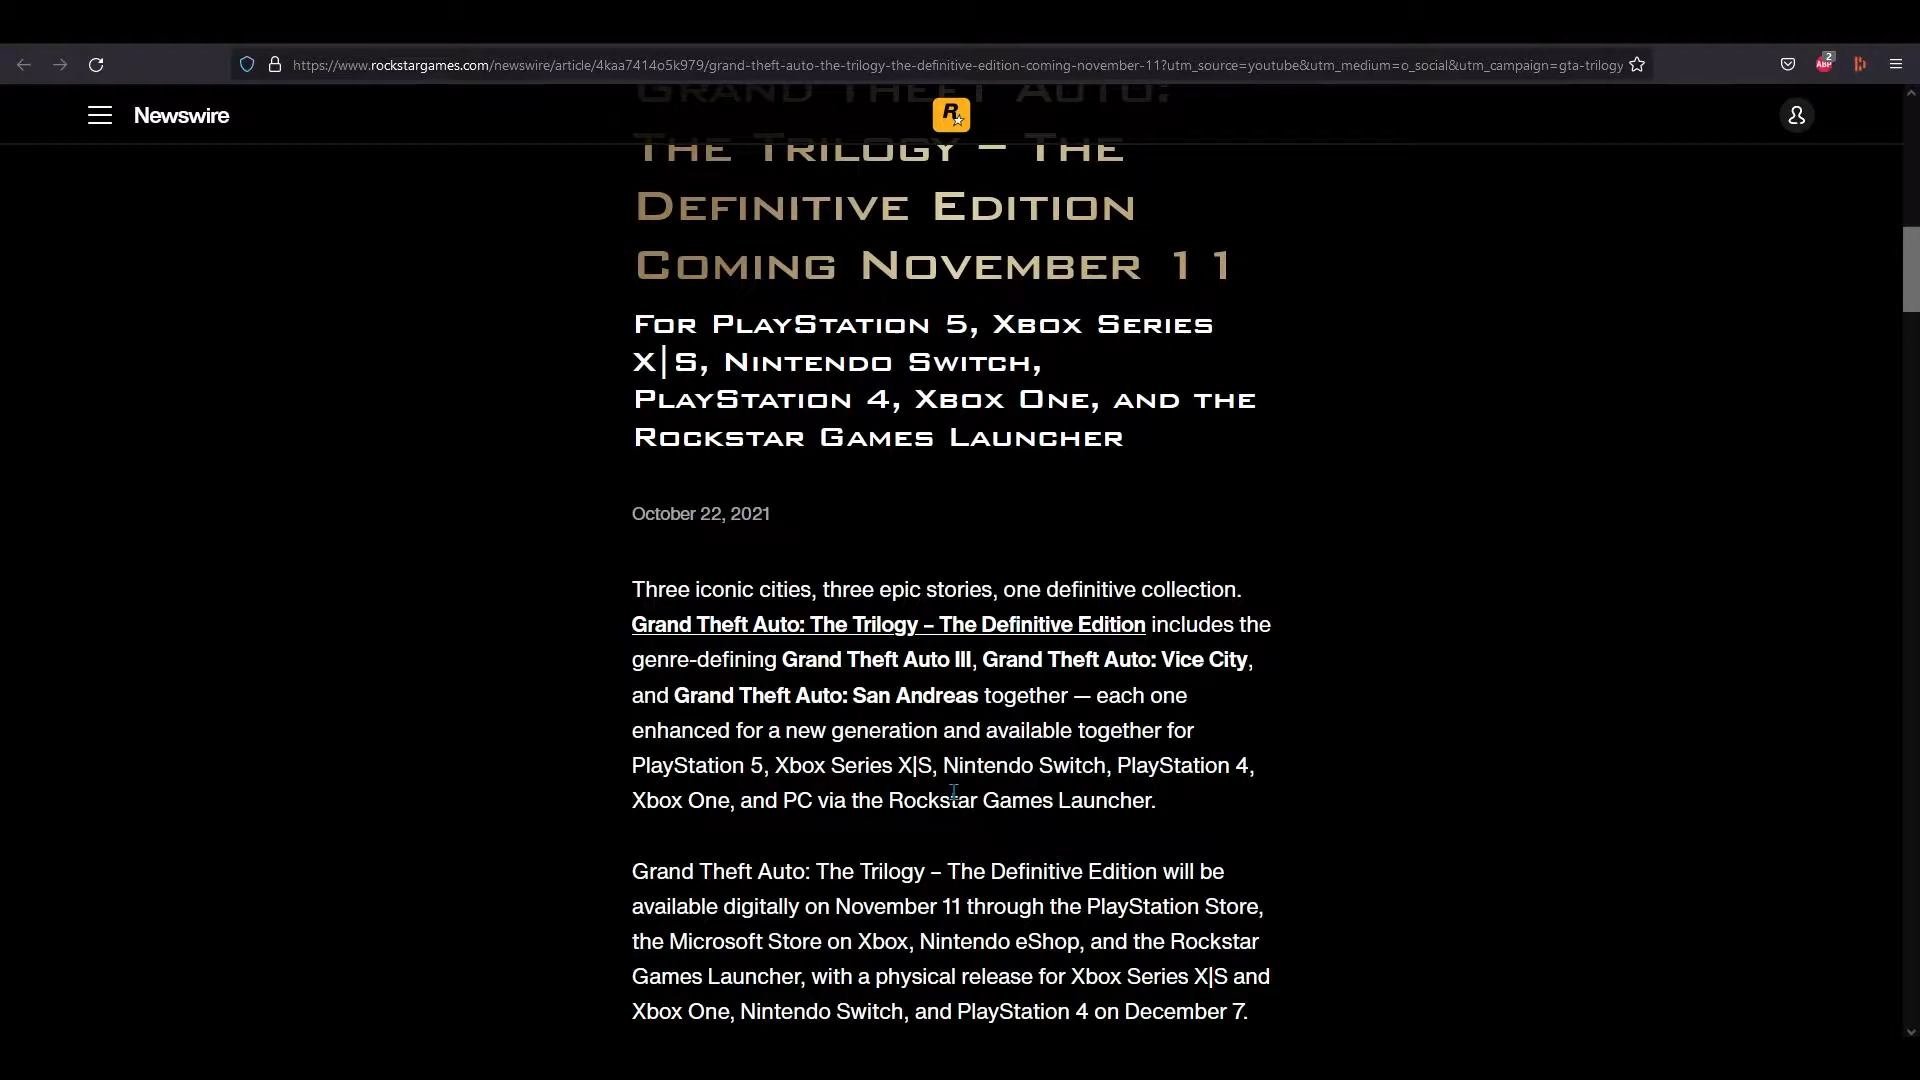 https://www.rockstargames.com/newswire/article/4kaa7414o5k979/grand-theft-auto-the-trilogy-the-definitive-edition-coming-november-11?utm_source=youtube&utm_medium=o_social&utm_campaign=gta-trilogy
2
ABP
Newswire
R
Grand Theft Auto:
The Trilogy – The
Definitive Edition
Coming November 11
For PlayStation 5, Xbox Series
X|S, Nintendo Switch,
PlayStation 4, Xbox One, and the
Rockstar Games Launcher
October 22, 2021
Three iconic cities, three epic stories, one definitive collection.
Grand Theft Auto: The Trilogy – The Definitive Edition includes the
genre-defining Grand Theft Auto III, Grand Theft Auto: Vice City,
and Grand Theft Auto: San Andreas together — each one
enhanced for a new generation and available together for
PlayStation 5, Xbox Series X|S, Nintendo Switch, PlayStation 4,
Xbox One, and PC via the Rockstar Games Launcher.
Grand Theft Auto: The Trilogy – The Definitive Edition will be
available digitally on November 11 through the PlayStation Store,
the Microsoft Store on Xbox, Nintendo eShop, and the Rockstar
Games Launcher, with a physical release for Xbox Series X|S and
Xbox One, Nintendo Switch, and PlayStation 4 on December 7.